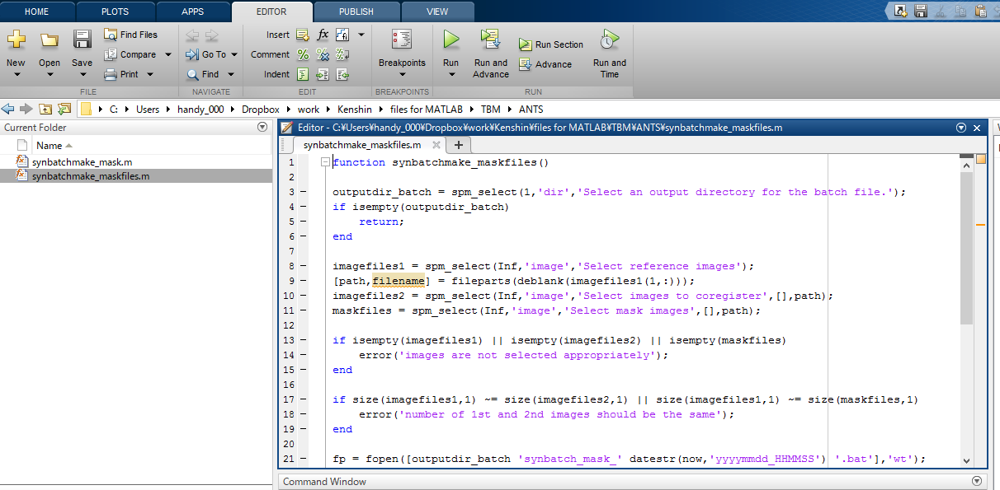 HOME PLOTS APPS EDITOR PUBLISH VIEW
New Open Save Find Files Compare Print
Go To Find
Insert fx
Comment
Indent
Breakpoints
Run Run and Advance Run Section Advance Run and Time
FILE NAVIGATE EDIT BREAKPOINTS RUN
C: Users handy_000 Dropbox work Kenshin files for MATLAB TBM ANTS
Current Folder
Name
synbatchmake_mask.m
synbatchmake_maskfiles.m
Editor - C:¥Users¥handy_000¥Dropbox¥work¥Kenshin¥files for MATLAB¥TBM¥ANTS¥synbatchmake_maskfiles.m
synbatchmake_maskfiles.m
1 function synbatchmake_maskfiles()
2
3 outputdir_batch = spm_select(1,'dir','Select an output directory for the batch file.');
4 if isempty(outputdir_batch)
5 return;
6 end
7
8 imagefiles1 = spm_select(Inf,'image','Select reference images');
9 [path,filename] = fileparts(deblank(imagefiles1(1,:)));
10 imagefiles2 = spm_select(Inf,'image','Select images to coregister',[],path);
11 maskfiles = spm_select(Inf,'image','Select mask images',[],path);
12
13 if isempty(imagefiles1) || isempty(imagefiles2) || isempty(maskfiles)
14 error('images are not selected appropriately');
15 end
16
17 if size(imagefiles1,1) ~= size(imagefiles2,1) || size(imagefiles1,1) ~= size(maskfiles,1)
18 error('number of 1st and 2nd images should be the same');
19 end
20
21 fp = fopen([outputdir_batch 'synbatch_mask_' datestr(now,'yyyymmdd_HHMMSS') '.bat'],'wt');
Command Window